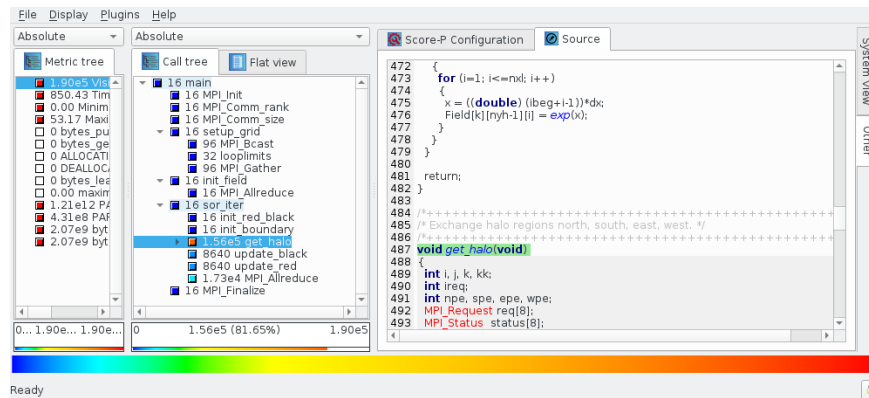 File Display Plugins Help
Absolute
Absolute
Metric tree
Call tree
Flat view
Score-P Configuration
Source
System view
Other
1.90e5 Visi
850.43 Tim
0.00 Minim
53.17 Maxi
0 bytes_pu
0 bytes_ge
0 ALLOCATI
0 DEALLOC
0 bytes_lea
0.00 maxim
1.21e12 PA
4.31e8 PAP
2.07e9 byt
2.07e9 byt
16 main
16 MPI_Init
16 MPI_Comm_rank
16 MPI_Comm_size
16 setup_grid
96 MPI_Bcast
32 looplimits
96 MPI_Gather
16 init_field
16 MPI_Allreduce
16 sor_iter
16 init_red_black
16 init_boundary
1.56e5 get_halo
8640 update_black
8640 update_red
1.73e4 MPI_Allreduce
16 MPI_Finalize
472 {
473 for (i=1; i<=nxl; i++)
474 {
475 x = ((double) (ibeg+i-1))*dx;
476 Field[k][nyh-1][i] = exp(x);
477 }
478 }
479 }
480
481 return;
482 }
483
484 /*++++++++++++++++++++++++++++++++++++++++++++++++
485 /* Exchange halo regions north, south, east, west. */
486 /*++++++++++++++++++++++++++++++++++++++++++++++++
487 void get_halo(void)
488 {
489 int i, j, k, kk;
490 int ireq;
491 int npe, spe, epe, wpe;
492 MPI_Request req[8];
493 MPI_Status status[8];
0... 1.90e... 1.90e...
0 1.56e5 (81.65%) 1.90e5
Ready